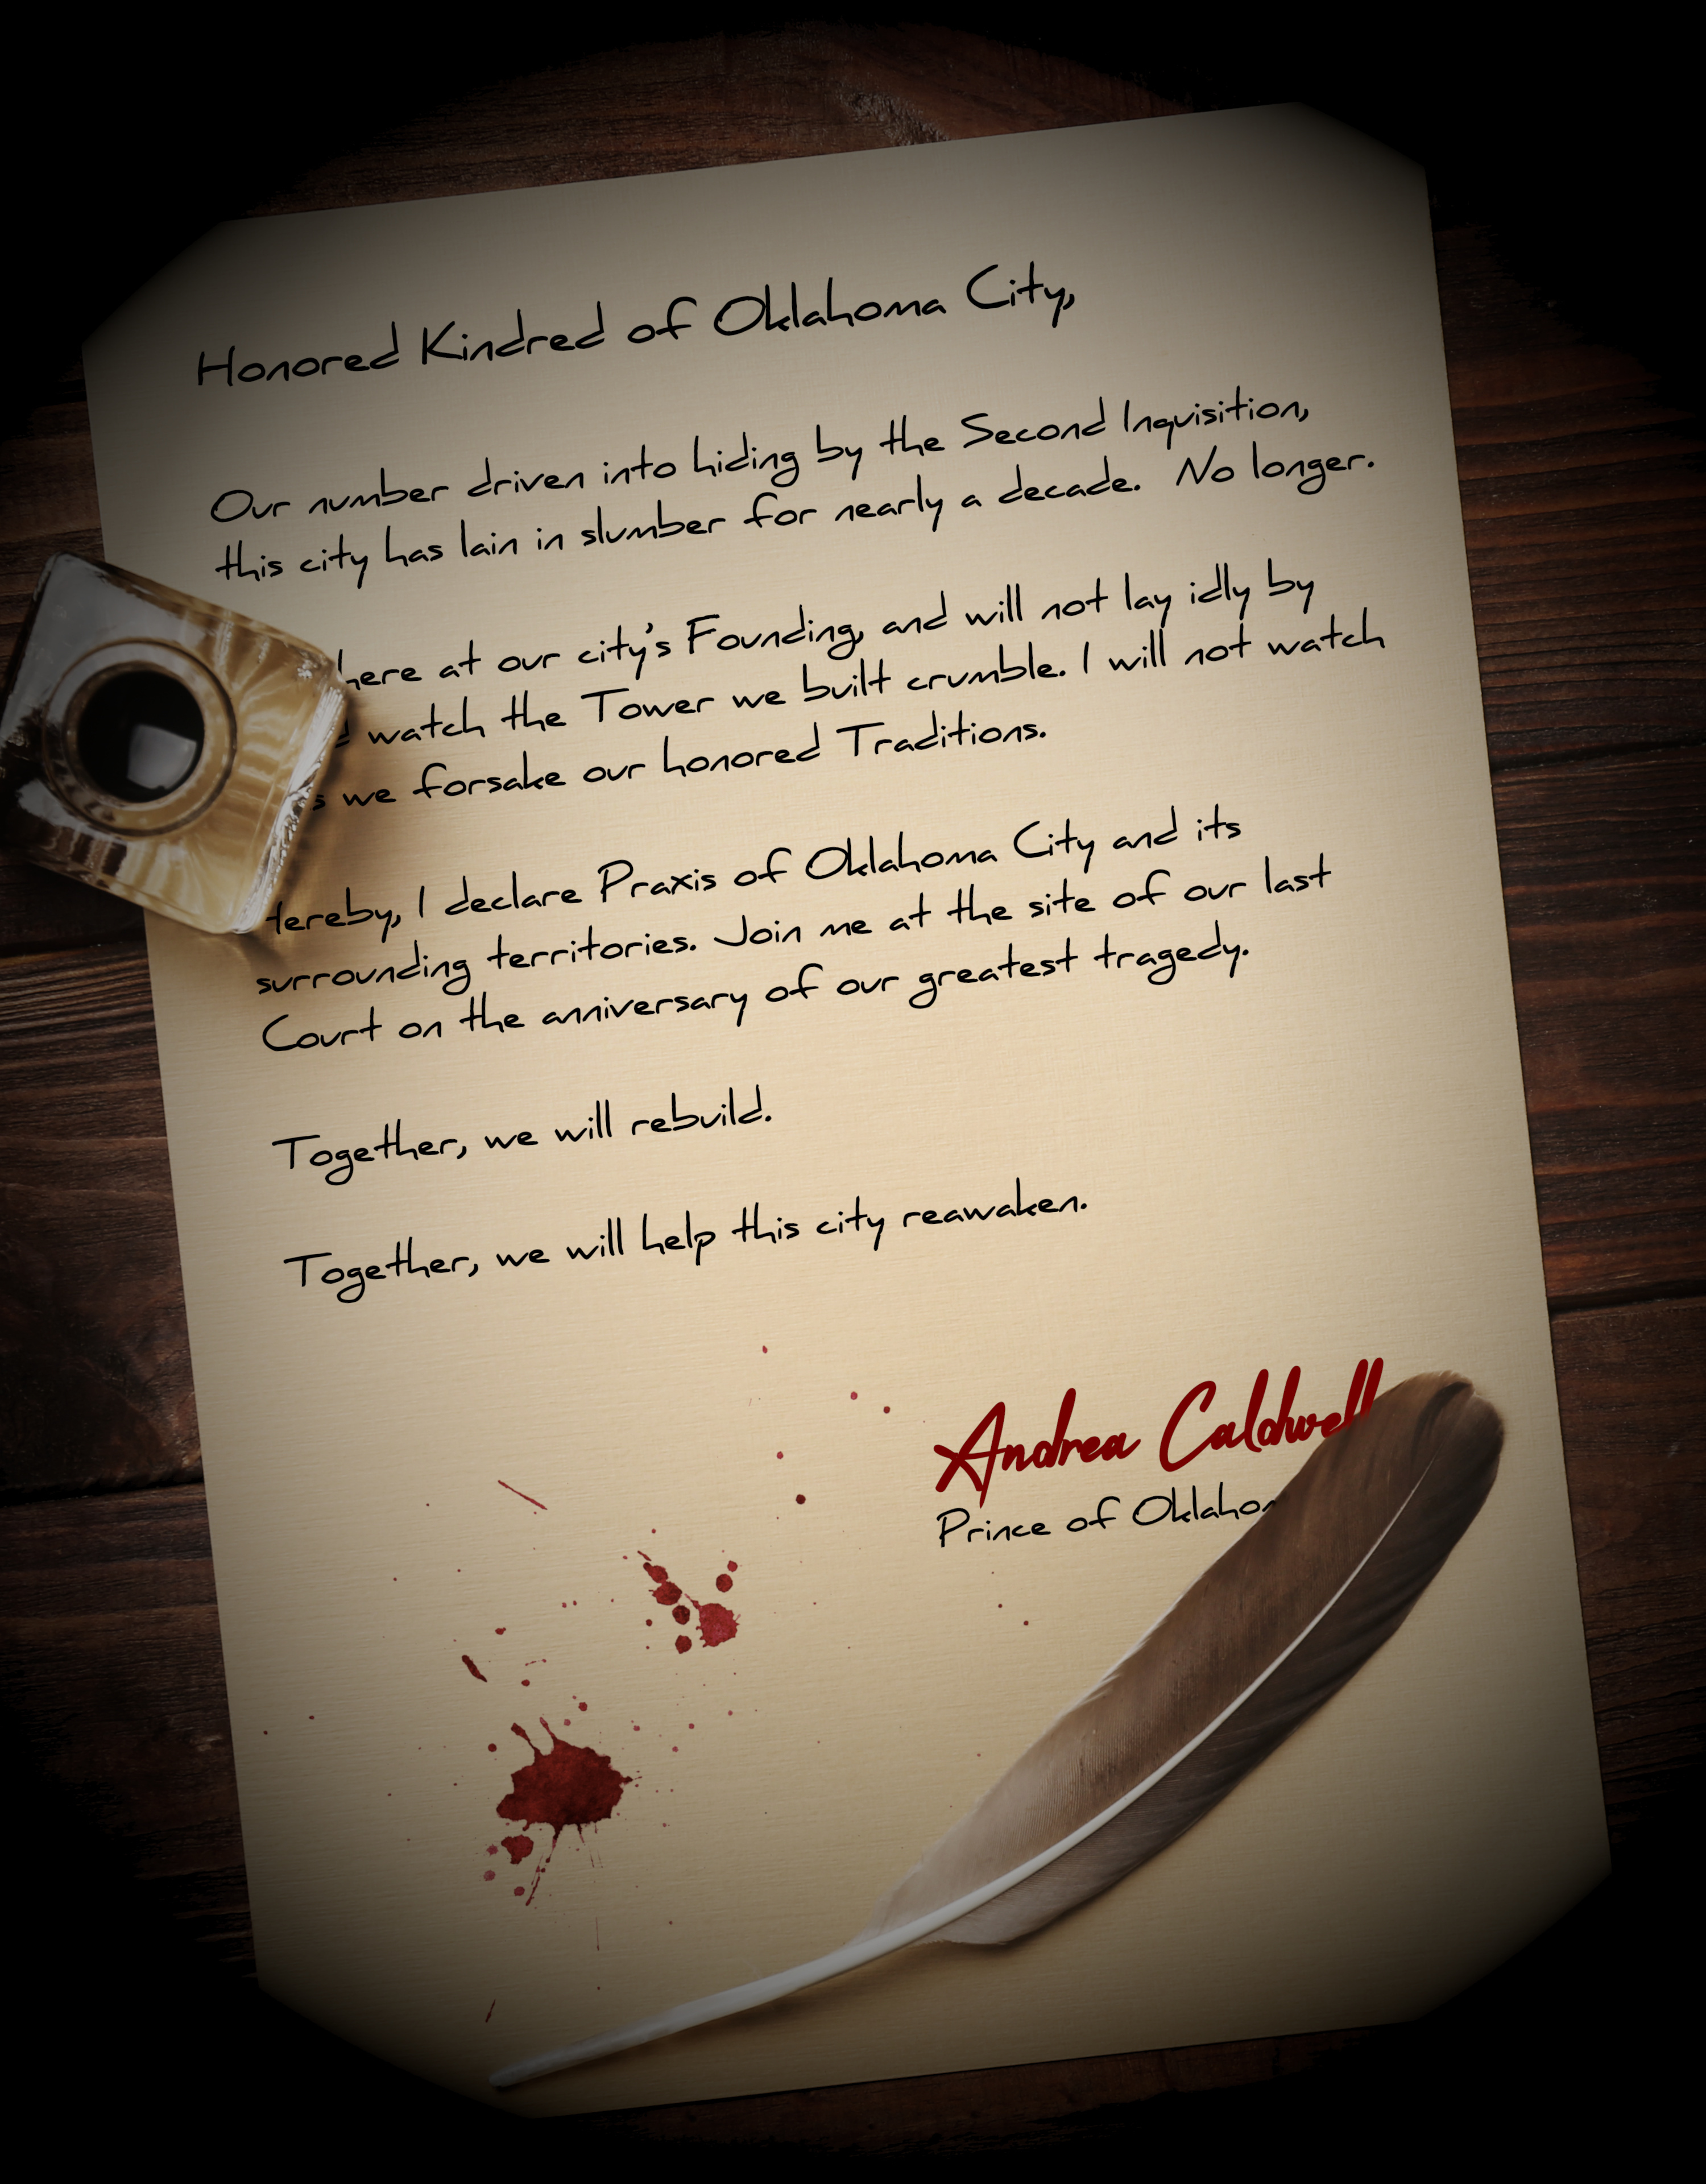 Honored Kindred of Oklahoma City,
Our number driven into hiding by the Second Inquisition,
this city has lain in slumber for nearly a decade. No longer.
here at our city's Founding, and will not lay idly by
watch the Tower we built crumble. I will not watch
we forsake our honored Traditions.
Hereby, I declare Praxis of Oklahoma City and its
surrounding territories. Join me at the site of our last
Court on the anniversary of our greatest tragedy.
Together, we will rebuild.
Together, we will help this city reawaken.
Andrea Caldwell
Prince of